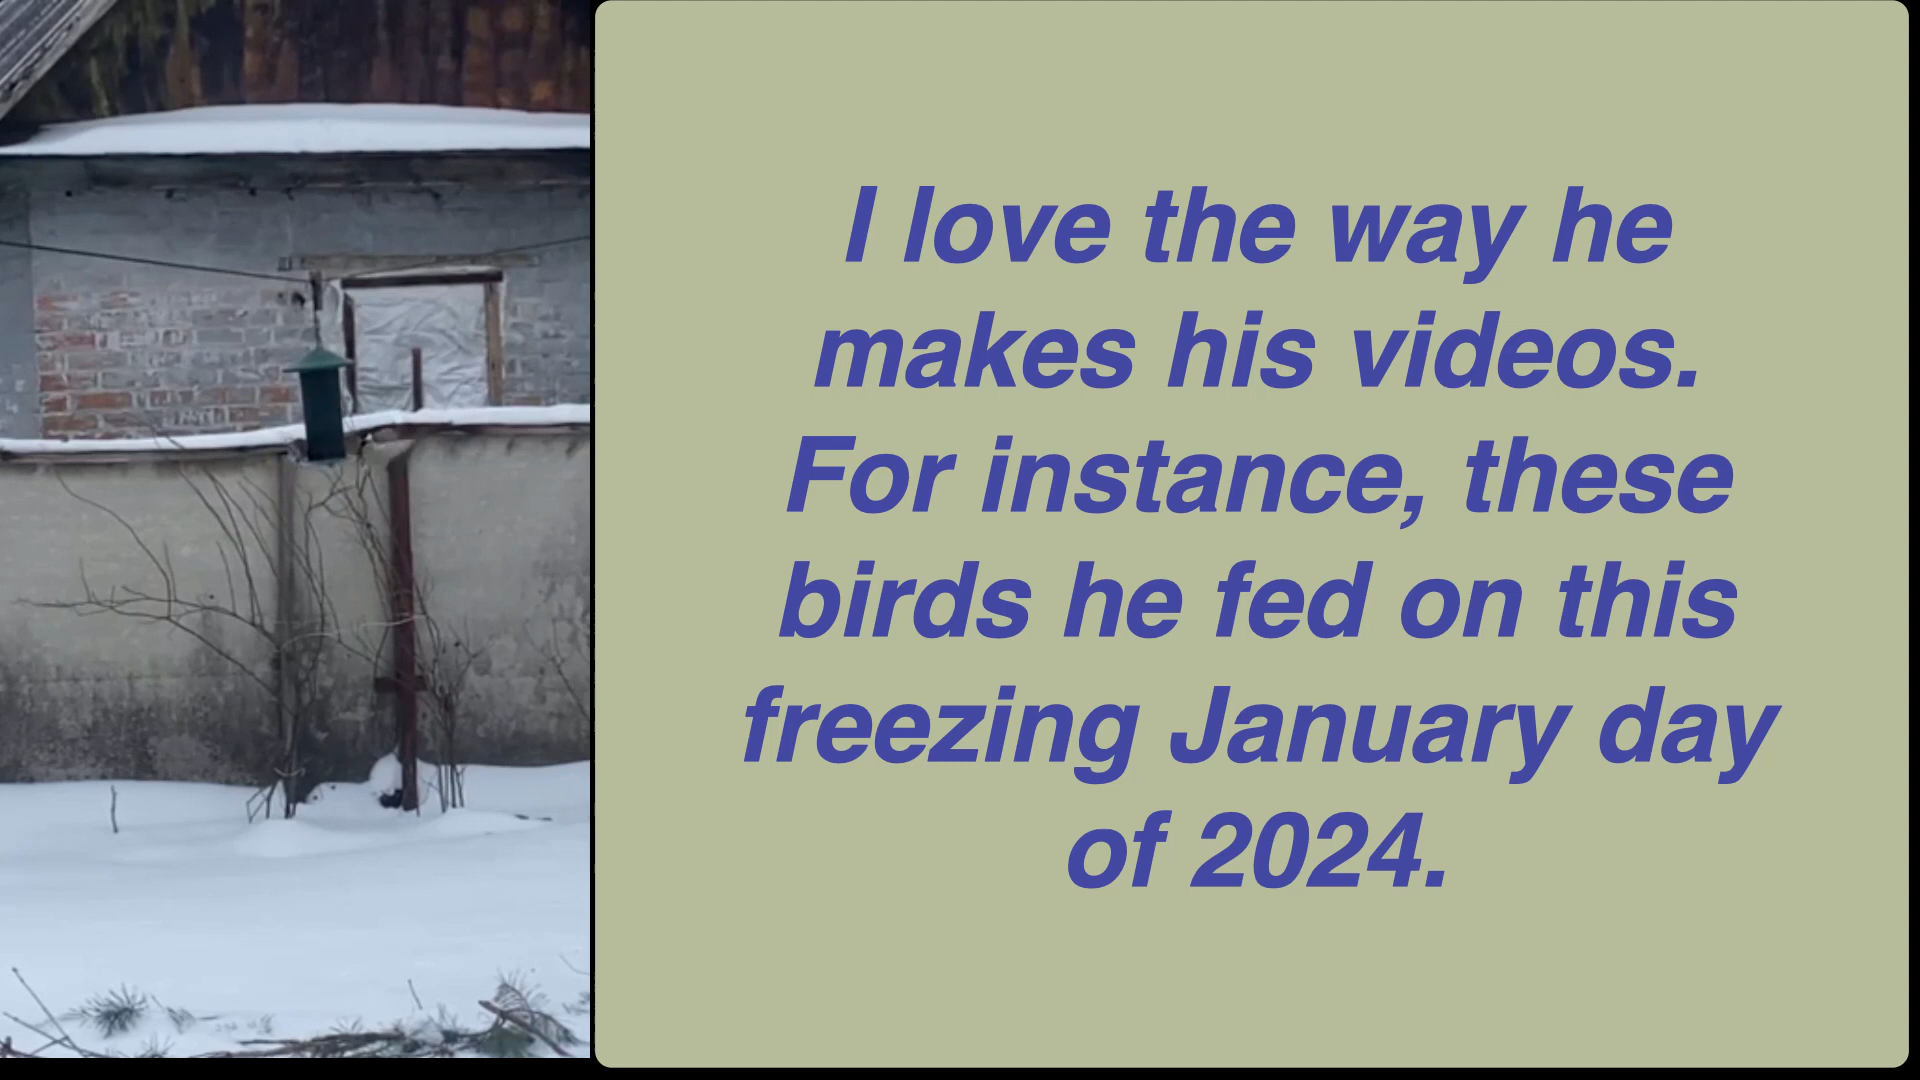 I love the way he
makes his videos.
For instance, these
birds he fed on this
freezing January day
of 2024.